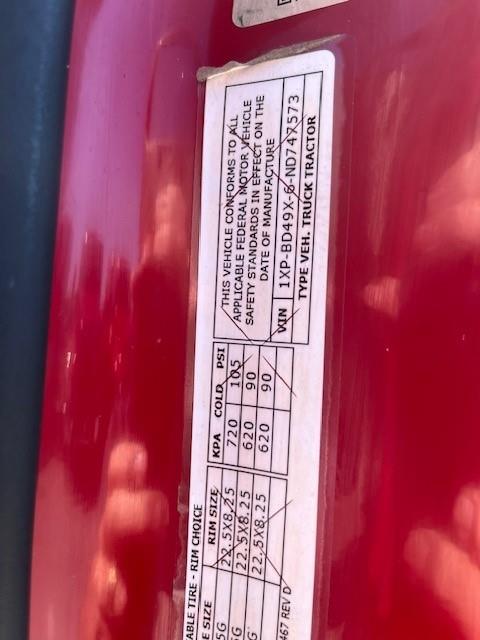 THIS VEHICLE CONFORMS TO ALL
APPLICABLE FEDERAL MOTOR VEHICLE
SAFETY STANDARDS IN EFFECT ON THE
DATE OF MANUFACTURE
VIN 1XP-BD49X-6-ND747573
TYPE VEH. TRUCK TRACTOR
KPA COLD PSI
720 105
620 90
620 90
ABLE TIRE - RIM CHOICE
E SIZE RIM SIZE
5G 22.5X8.25
G 22.5X8.25
G 22.5X8.25
467 REV D